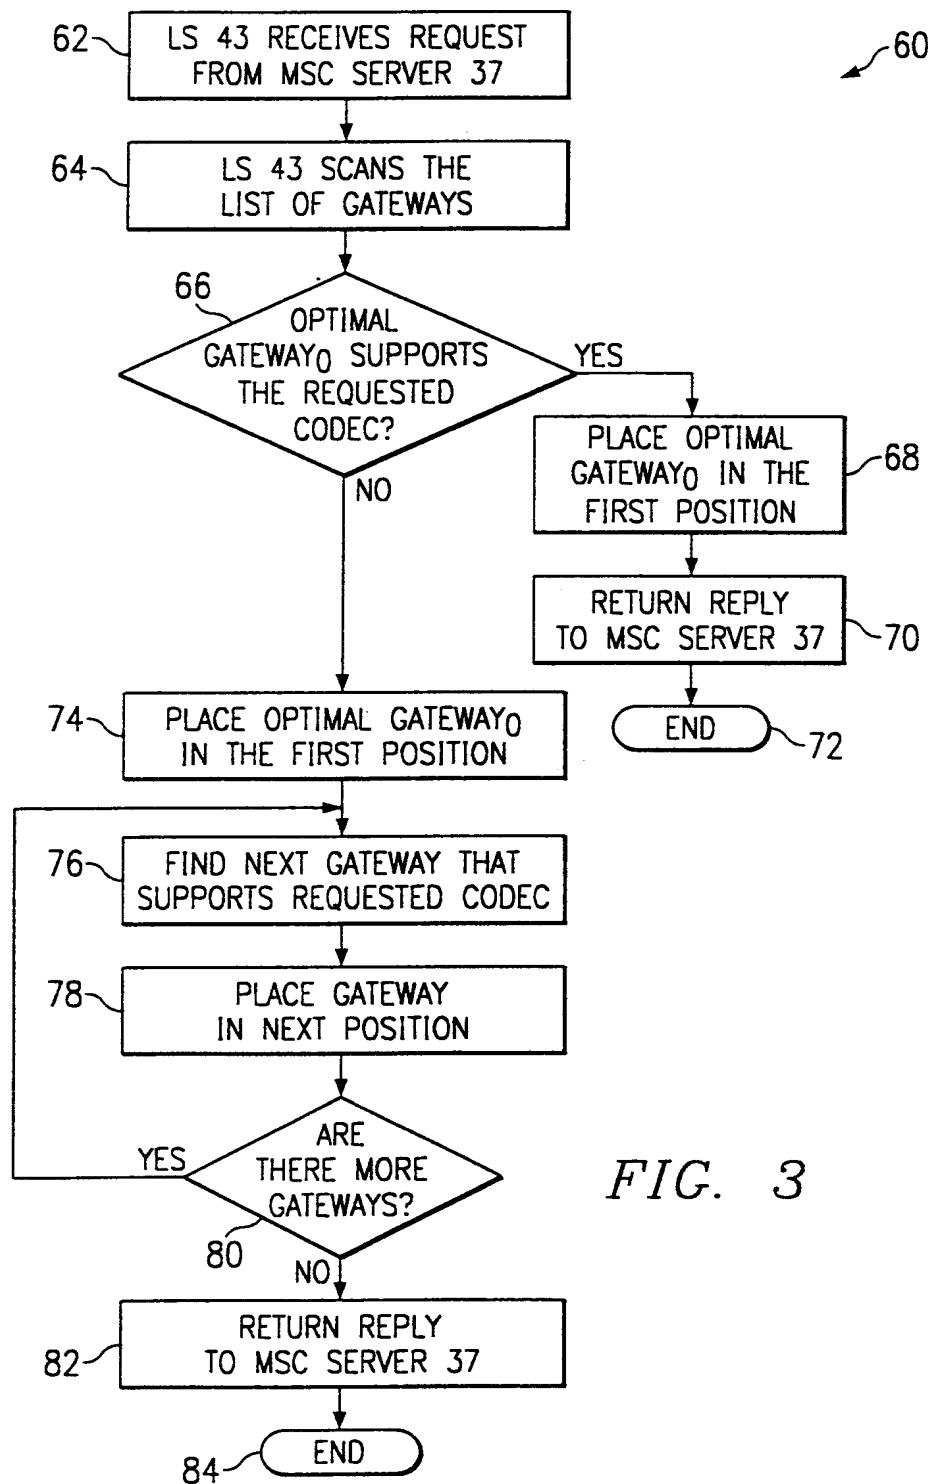 62
LS 43 RECEIVES REQUEST
FROM MSC SERVER 37
60
64
LS 43 SCANS THE
LIST OF GATEWAYS
66
OPTIMAL
GATEWAY0 SUPPORTS
THE REQUESTED
CODEC?
YES
NO
PLACE OPTIMAL
GATEWAY0 IN THE
FIRST POSITION
68
RETURN REPLY
TO MSC SERVER 37
70
END
72
74
PLACE OPTIMAL GATEWAY0
IN THE FIRST POSITION
76
FIND NEXT GATEWAY THAT
SUPPORTS REQUESTED CODEC
78
PLACE GATEWAY
IN NEXT POSITION
YES
ARE
THERE MORE
GATEWAYS?
80
NO
FIG. 3
82
RETURN REPLY
TO MSC SERVER 37
END
84